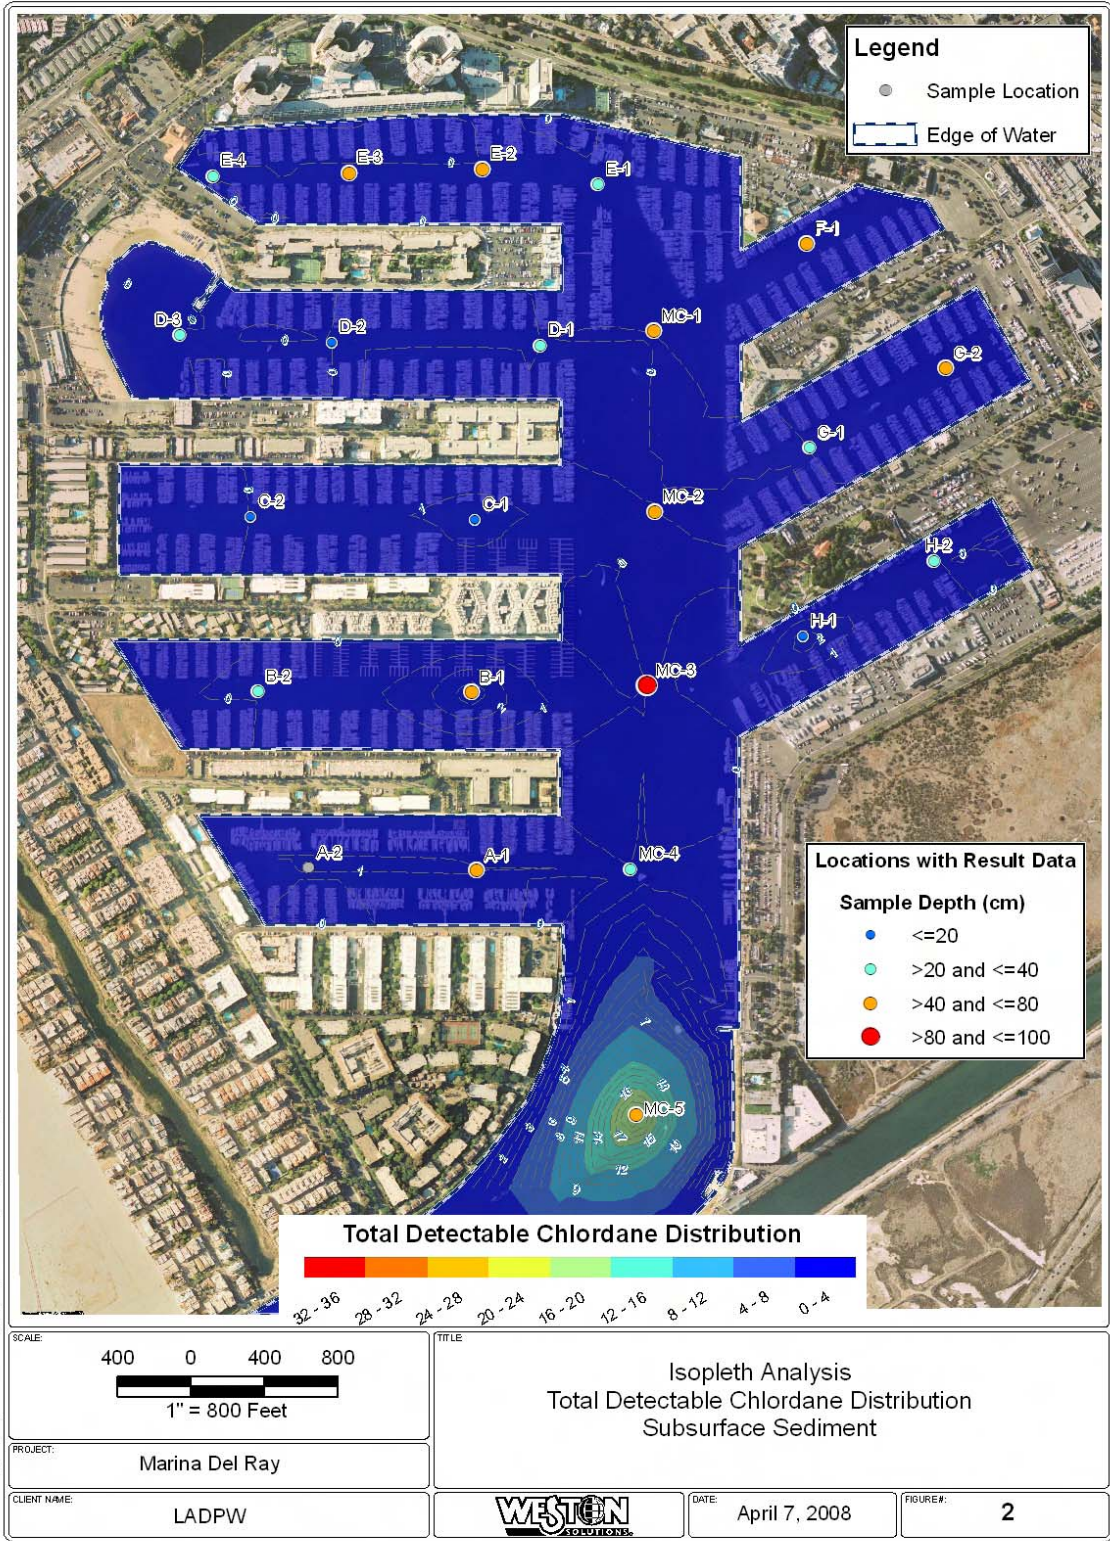 Legend
Sample Location
Edge of Water
E-4
E-3
E-2
E-1
F-1
D-3
D-2
D-1
MC-1
G-2
G-1
C-2
C-1
MC-2
H-2
H-1
B-2
B-1
MC-3
A-2
A-1
MC-4
MC-5
12
9
17
Locations with Result Data
Sample Depth (cm)
<=20
>20 and <=40
>40 and <=80
>80 and <=100
Total Detectable Chlordane Distribution
32 - 36
28 - 32
24 - 28
20 - 24
16 - 20
12 - 16
8 - 12
4 - 8
0 - 4
SCALE:
400 0 400 800
1" = 800 Feet
TITLE:
Isopleth Analysis
Total Detectable Chlordane Distribution
Subsurface Sediment
PROJECT:
Marina Del Ray
CLIENT NAME:
LADPW
WESTON
SOLUTIONS
DATE:
April 7, 2008
FIGURE#:
2